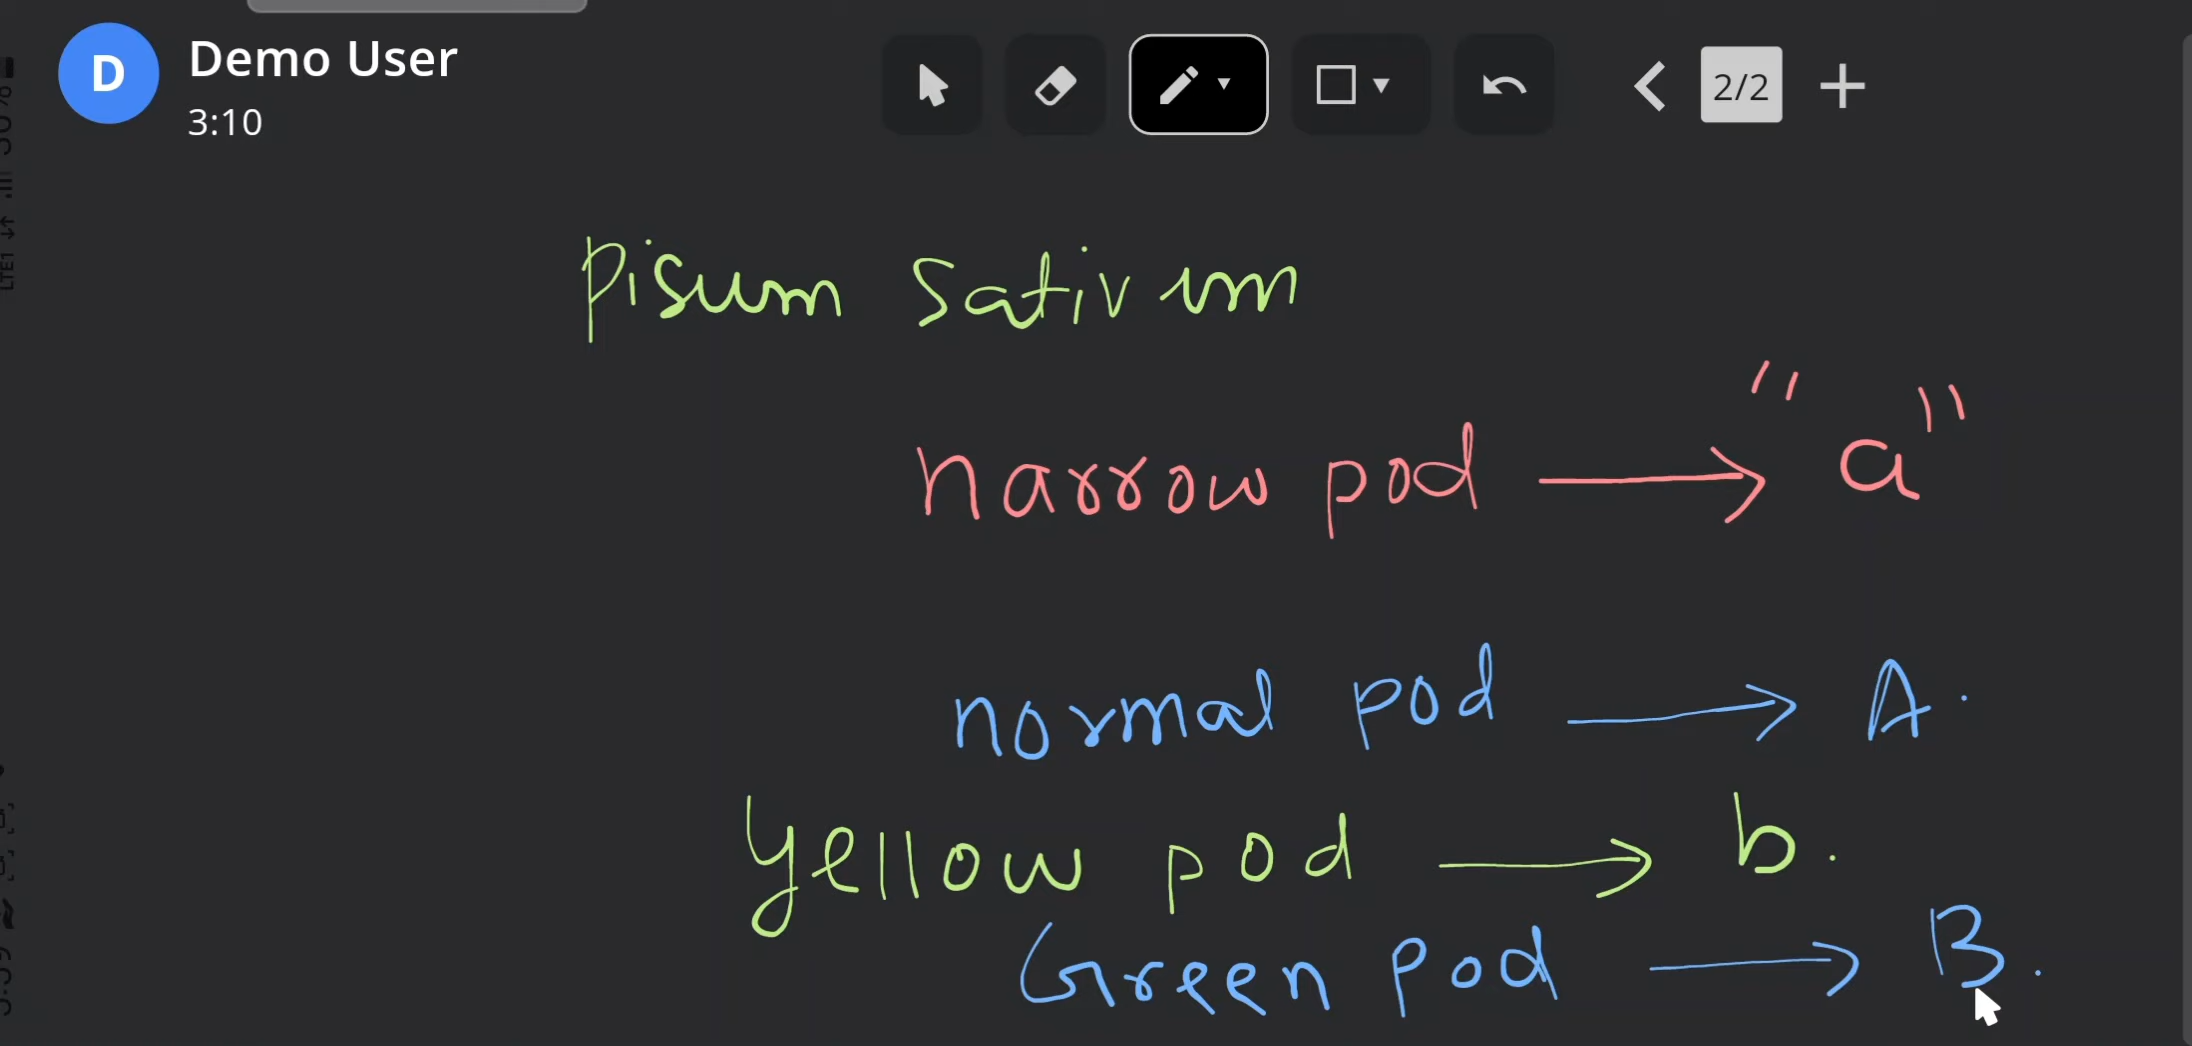 Demo User
3:10
2/2
Pisum Sativum
narrow pod → "a"
normal pod → A.
Yellow pod → b.
Green pod → B.